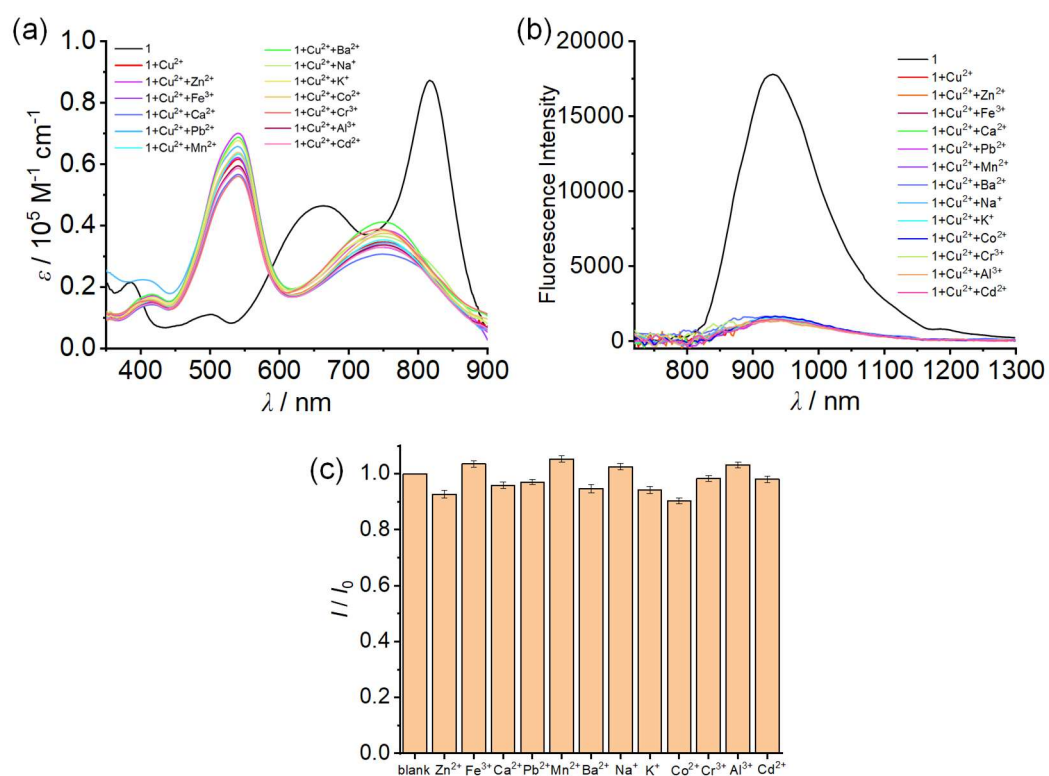 (a)
1.0
0.8
0.6
0.4
0.2
0.0
ε / 10⁵ M⁻¹ cm⁻¹
1
1+Cu²⁺
1+Cu²⁺+Zn²⁺
1+Cu²⁺+Fe³⁺
1+Cu²⁺+Ca²⁺
1+Cu²⁺+Pb²⁺
1+Cu²⁺+Mn²⁺
1+Cu²⁺+Ba²⁺
1+Cu²⁺+Na⁺
1+Cu²⁺+K⁺
1+Cu²⁺+Co²⁺
1+Cu²⁺+Cr³⁺
1+Cu²⁺+Al³⁺
1+Cu²⁺+Cd²⁺
400 500 600 700 800 900
λ / nm
(b)
20000
15000
10000
5000
0
Fluorescence Intensity
1
1+Cu²⁺
1+Cu²⁺+Zn²⁺
1+Cu²⁺+Fe³⁺
1+Cu²⁺+Ca²⁺
1+Cu²⁺+Pb²⁺
1+Cu²⁺+Mn²⁺
1+Cu²⁺+Ba²⁺
1+Cu²⁺+Na⁺
1+Cu²⁺+K⁺
1+Cu²⁺+Co²⁺
1+Cu²⁺+Cr³⁺
1+Cu²⁺+Al³⁺
1+Cu²⁺+Cd²⁺
800 900 1000 1100 1200 1300
λ / nm
(c)
1.0
0.8
0.6
0.4
0.2
0.0
I / I₀
blank Zn²⁺ Fe³⁺ Ca²⁺ Pb²⁺ Mn²⁺ Ba²⁺ Na⁺ K⁺ Co²⁺ Cr³⁺ Al³⁺ Cd²⁺